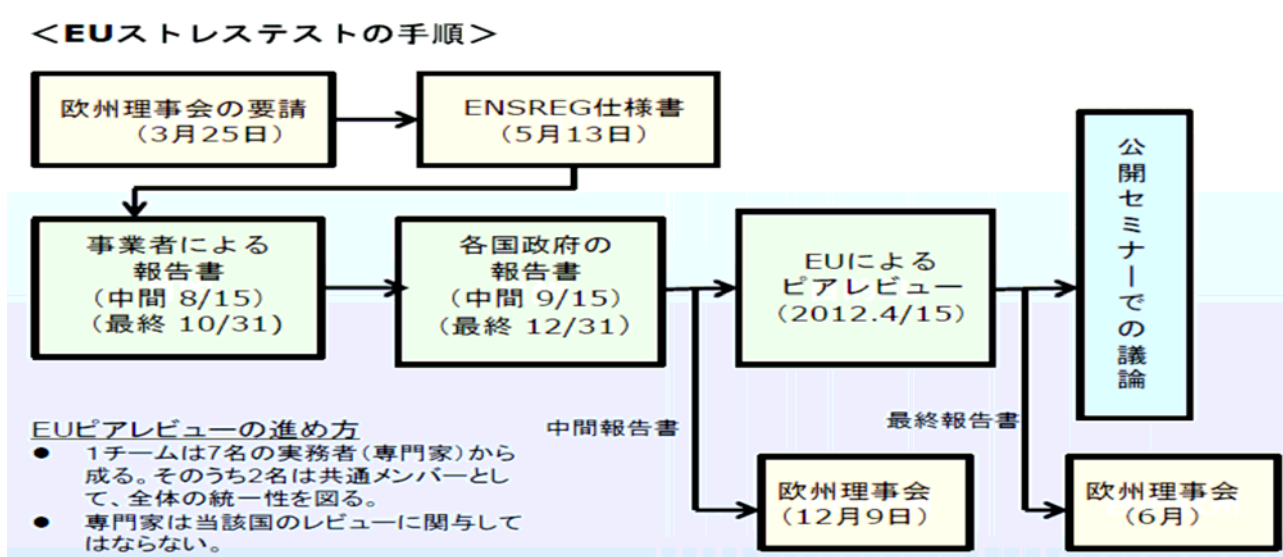 ＜EUストレステストの手順＞
欧州理事会の要請
（3月25日）
ENSREG仕様書
（5月13日）
事業者による
報告書
（中間 8/15）
（最終 10/31）
各国政府の
報告書
（中間 9/15）
（最終 12/31）
EUによる
ピアレビュー
（2012.4/15）
公開セミナーでの議論
中間報告書
最終報告書
欧州理事会
（12月9日）
欧州理事会
（6月）
EUピアレビューの進め方
● 1チームは7名の実務者（専門家）から
成る。そのうち2名は共通メンバーとし
て、全体の統一性を図る。
● 専門家は当該国のレビューに関与して
はならない。